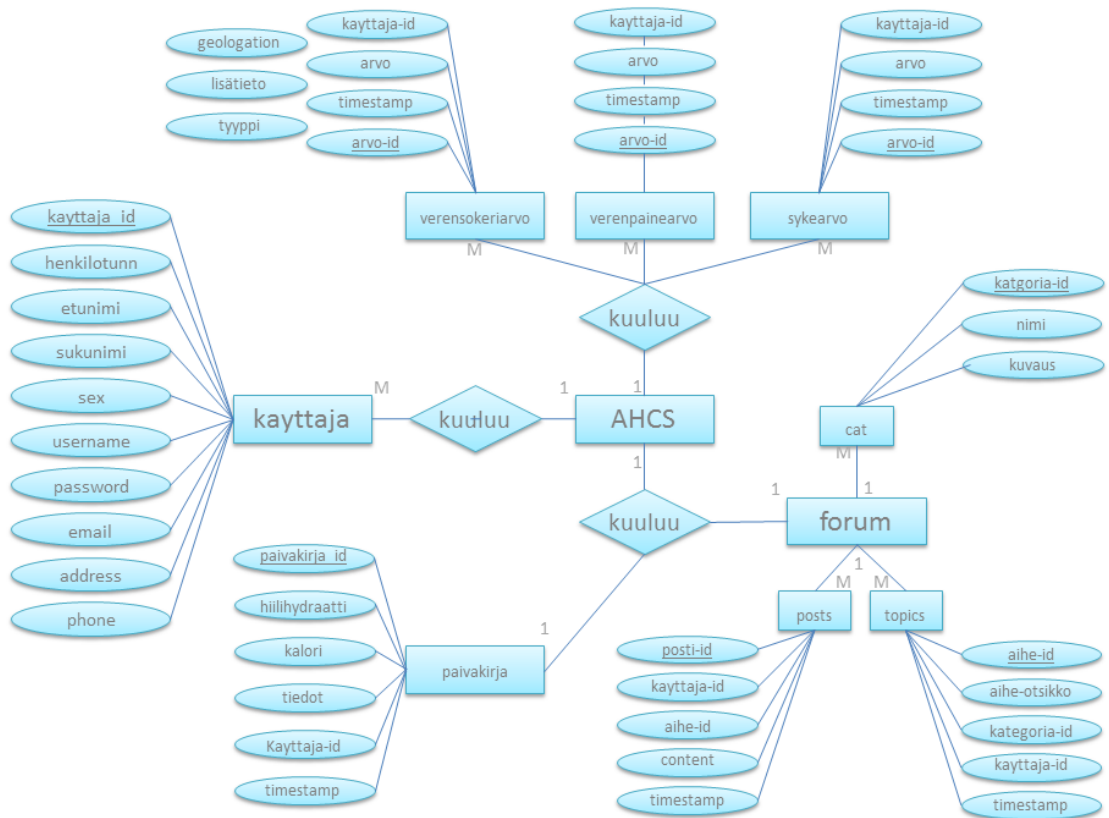 kayttaja-id
arvo
timestamp
arvo-id
geologation
lisätieto
tyyppi
kayttaja-id
arvo
timestamp
arvo-id
kayttaja-id
arvo
timestamp
arvo-id
verensokeriarvo
verenpainearvo
sykearvo
M
M
M
kuuluu
1
kayttaja_id
henkilotunn
etunimi
sukunimi
sex
username
password
email
address
phone
kayttaja
M
kuuluu
1
AHCS
1
kuuluu
1
1
katgoria-id
nimi
kuvaus
cat
M
1
forum
1
M
M
posts
topics
paivakirja_id
hiilihydraatti
kalori
tiedot
Kayttaja-id
timestamp
paivakirja
posti-id
kayttaja-id
aihe-id
content
timestamp
aihe-id
aihe-otsikko
kategoria-id
kayttaja-id
timestamp